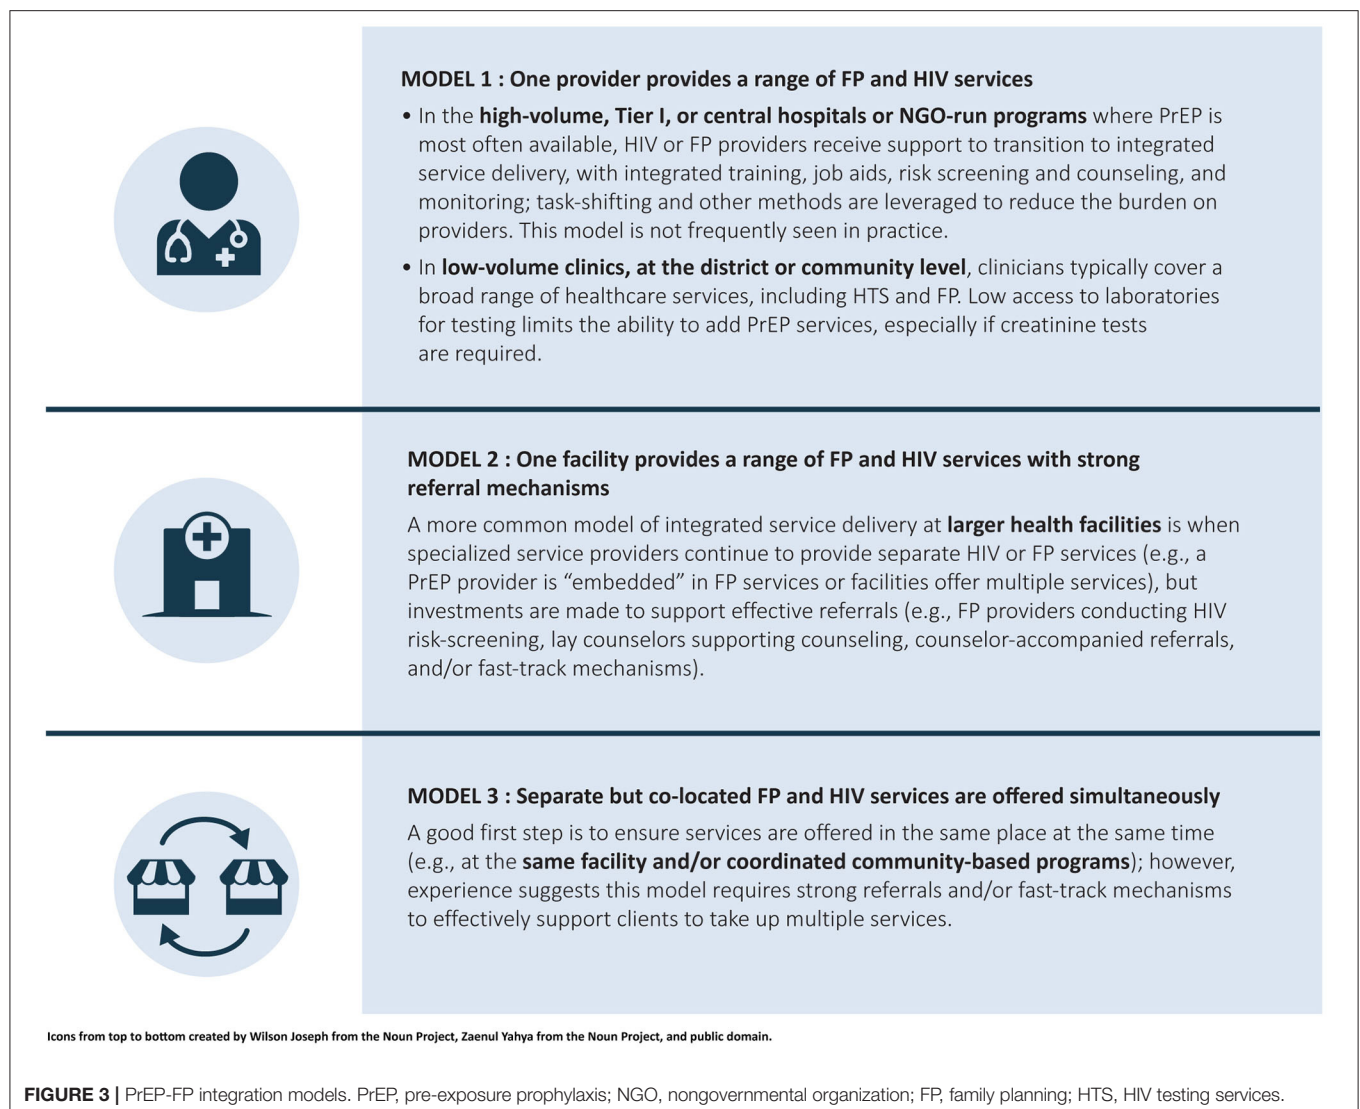 MODEL 1 : One provider provides a range of FP and HIV services
• In the high-volume, Tier I, or central hospitals or NGO-run programs where PrEP is
most often available, HIV or FP providers receive support to transition to integrated
service delivery, with integrated training, job aids, risk screening and counseling, and
monitoring; task-shifting and other methods are leveraged to reduce the burden on
providers. This model is not frequently seen in practice.
• In low-volume clinics, at the district or community level, clinicians typically cover a
broad range of healthcare services, including HTS and FP. Low access to laboratories
for testing limits the ability to add PrEP services, especially if creatinine tests
are required.
MODEL 2 : One facility provides a range of FP and HIV services with strong
referral mechanisms
A more common model of integrated service delivery at larger health facilities is when
specialized service providers continue to provide separate HIV or FP services (e.g., a
PrEP provider is “embedded” in FP services or facilities offer multiple services), but
investments are made to support effective referrals (e.g., FP providers conducting HIV
risk-screening, lay counselors supporting counseling, counselor-accompanied referrals,
and/or fast-track mechanisms).
MODEL 3 : Separate but co-located FP and HIV services are offered simultaneously
A good first step is to ensure services are offered in the same place at the same time
(e.g., at the same facility and/or coordinated community-based programs); however,
experience suggests this model requires strong referrals and/or fast-track mechanisms
to effectively support clients to take up multiple services.
Icons from top to bottom created by Wilson Joseph from the Noun Project, Zaenul Yahya from the Noun Project, and public domain.
FIGURE 3 | PrEP-FP integration models. PrEP, pre-exposure prophylaxis; NGO, nongovernmental organization; FP, family planning; HTS, HIV testing services.